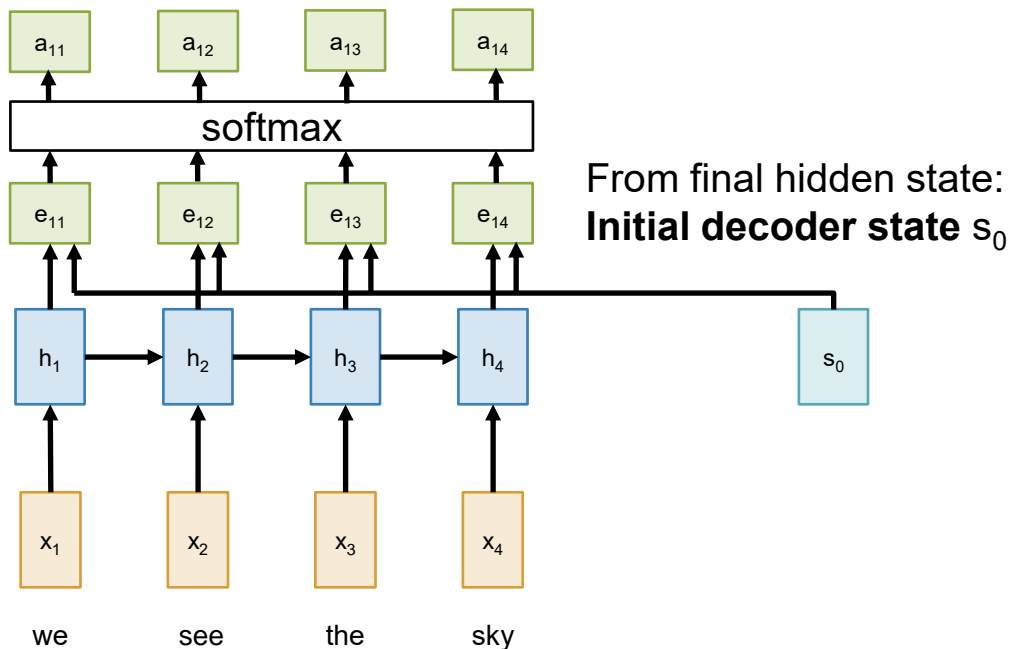 a₁₁ a₁₂ a₁₃ a₁₄
softmax
e₁₁ e₁₂ e₁₃ e₁₄
From final hidden state:
Initial decoder state s₀
h₁ h₂ h₃ h₄ s₀
x₁ x₂ x₃ x₄
we see the sky